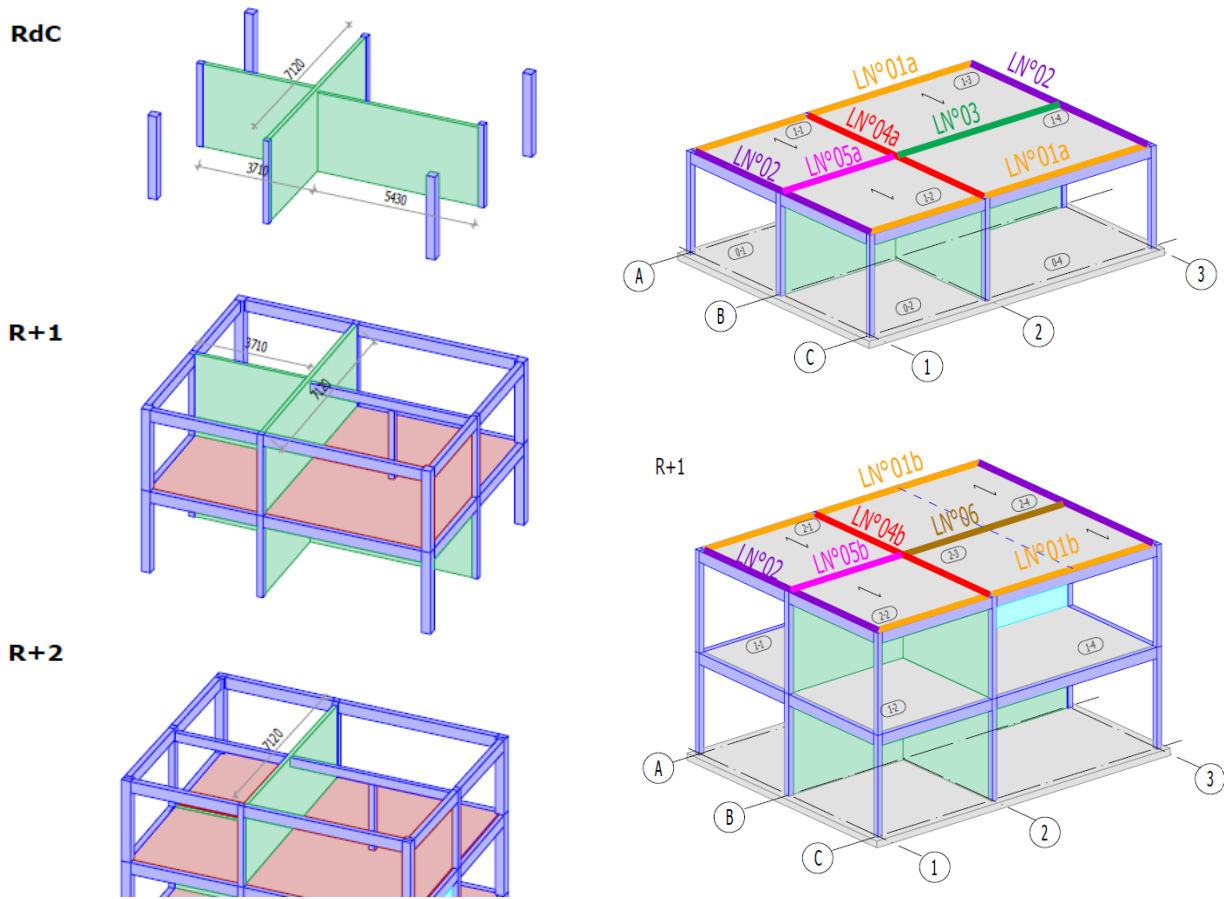 RdC
7120
3710
5430
R+1
3710
7120
R+2
7120
LN°01a
LN°02
1-3
1-1
LN°04a
LN°03
1-4
LN°02
LN°05a
LN°01a
1-2
0-1
0-4
0-2
A
B
C
1
2
3
R+1
LN°01b
2-4
2-1
LN°04b
LN°06
LN°02
LN°05b
2-3
LN°01b
2-2
1-1
1-4
1-2
A
B
C
1
2
3